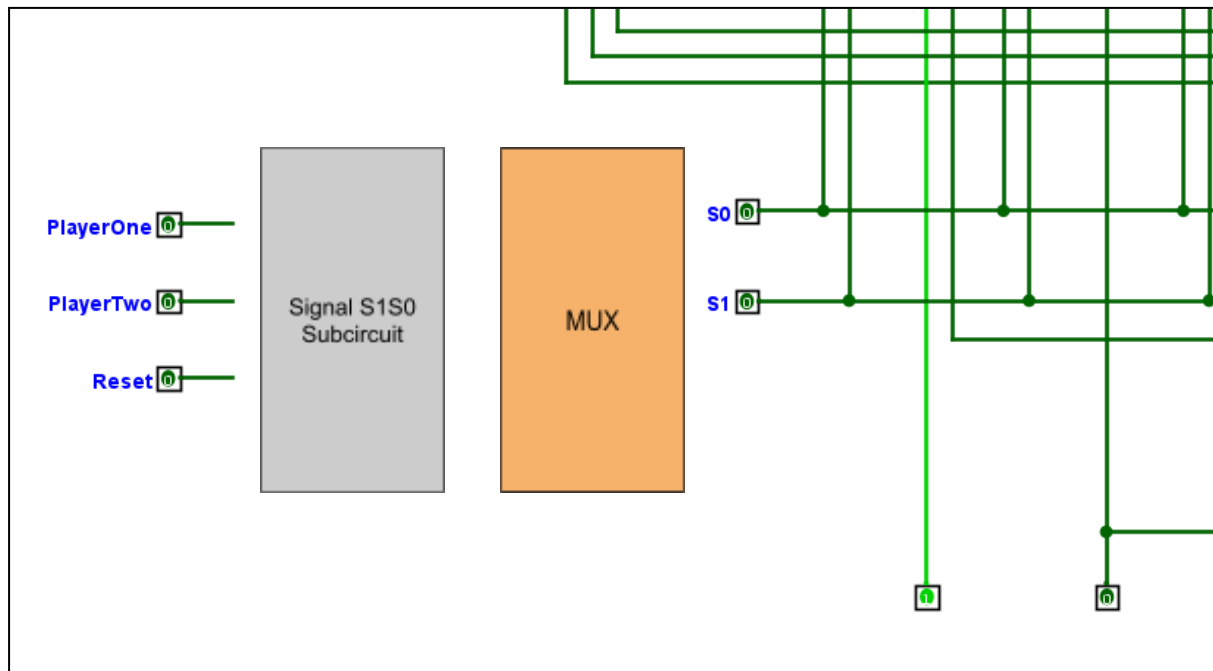 PlayerOne 0
PlayerTwo 0
Reset 0
Signal S1S0
Subcircuit
MUX
S0 0
S1 0
1
0